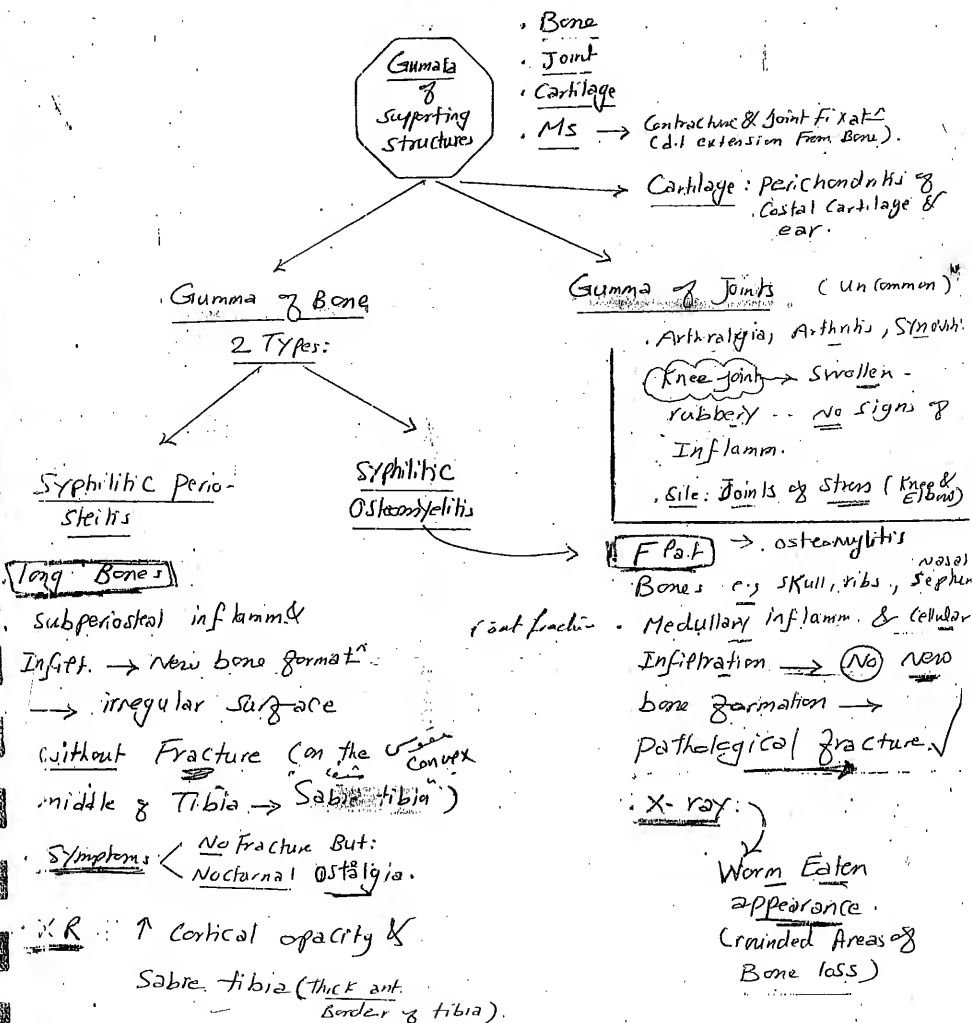 Gumata
of
supporting
structures
. Bone
. Joint
. Cartilage
. Ms → Contracture & Joint Fixat^n
(d.t extension From Bone).
Cartilage : perichondritis of
Costal Cartilage &
ear.
. Gumma of Bone
2 Types:
Syphilitic Perio-
steitis
Syphilitic
Osteomyelitis
long Bones
. subperiosteal inflamm &
Infilt. → New bone format^n.
→ irregular surface
without Fracture (on the مقوس convex
middle of Tibia → "Sabre tibia")
. Symptoms < No Fracture But:
Nocturnal Ostalgia.
. XR : ↑ Cortical opacity &
Sabre tibia (thick ant.
Border of tibia).
Gumma of Joints (uncommon)
. Arthralgia, Arthritis, Synovit.
Knee joint → Swollen -
rubbery -- No signs of
Inflamm.
. Site: Joints of stress (Knee &
Elbow)
Flat → . osteomylitis
Bones e.g skull, ribs, nasal septum
. Medullary inflamm. & cellular
Infiltration → No new
bone formation →
pathological fracture. ✓
. X-ray:
Worm Eaten
appearance.
(rounded Areas of
Bone loss)